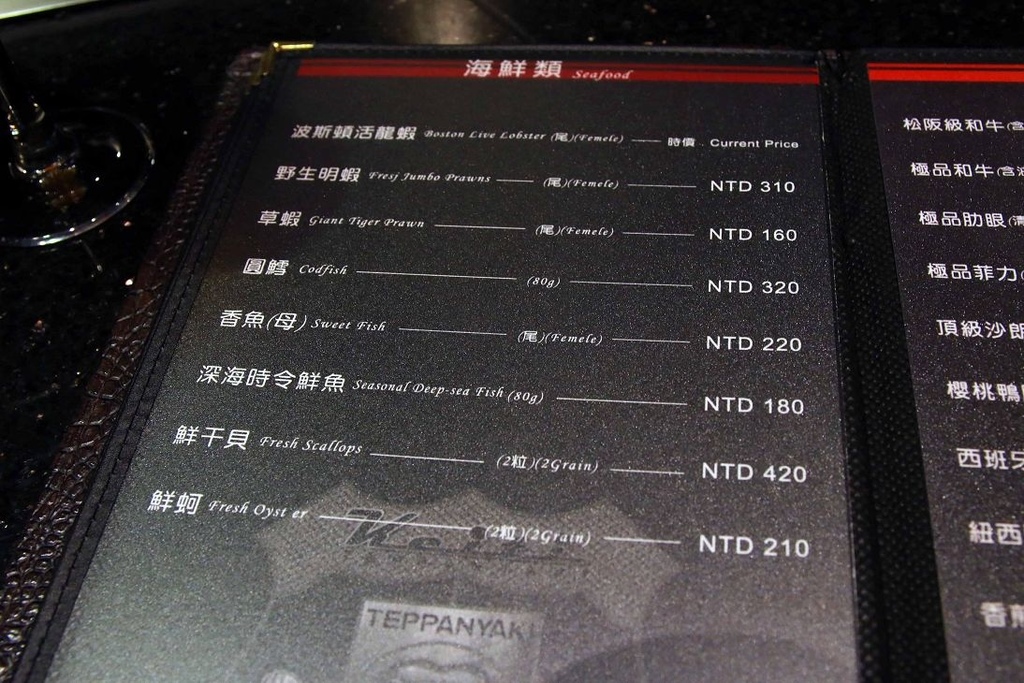 海鮮類 Seafood
波斯頓活龍蝦 Boston Live Lobster (尾)(Femele) 時價 . Current Price
野生明蝦 Fresj Jumbo Prawns (尾)(Femele) NTD 310
草蝦 Giant Tiger Prawn (尾)(Femele) NTD 160
圓鱈 Codfish (80g) NTD 320
香魚(母) Sweet Fish (尾)(Femele) NTD 220
深海時令鮮魚 Seasonal Deep-sea Fish (80g) NTD 180
鮮干貝 Fresh Scallops (2粒)(2Grain) NTD 420
鮮蚵 Fresh Oyst er (2粒)(2Grain) NTD 210
TEPPANYAKI
松阪級和牛(含
極品和牛(含油
極品肋眼(清
極品菲力(
頂級沙朗
櫻桃鴨
西班牙
紐西
香煎